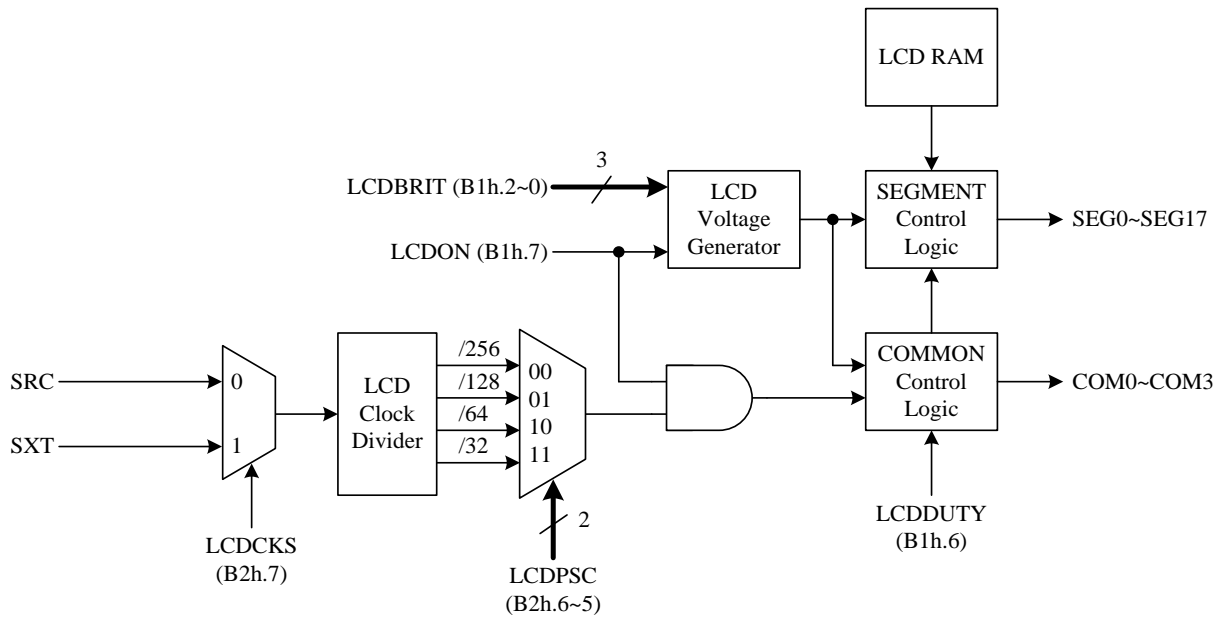 LCD RAM
3
LCDBRIT (B1h.2~0)
LCD
Voltage
Generator
SEGMENT
Control
Logic
SEG0~SEG17
LCDON (B1h.7)
SRC
SXT
0
1
LCDCKS
(B2h.7)
LCD
Clock
Divider
/256
/128
/64
/32
00
01
10
11
2
LCDPSC
(B2h.6~5)
COMMON
Control
Logic
COM0~COM3
LCDDUTY
(B1h.6)